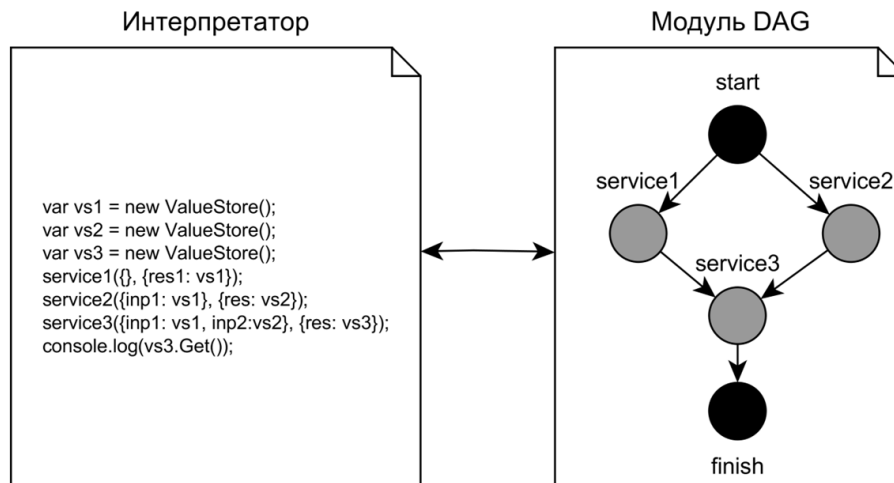 Интерпретатор
var vs1 = new ValueStore();
var vs2 = new ValueStore();
var vs3 = new ValueStore();
service1({}, {res1: vs1});
service2({inp1: vs1}, {res: vs2});
service3({inp1: vs1, inp2:vs2}, {res: vs3});
console.log(vs3.Get());
Модуль DAG
start
service1
service2
service3
finish